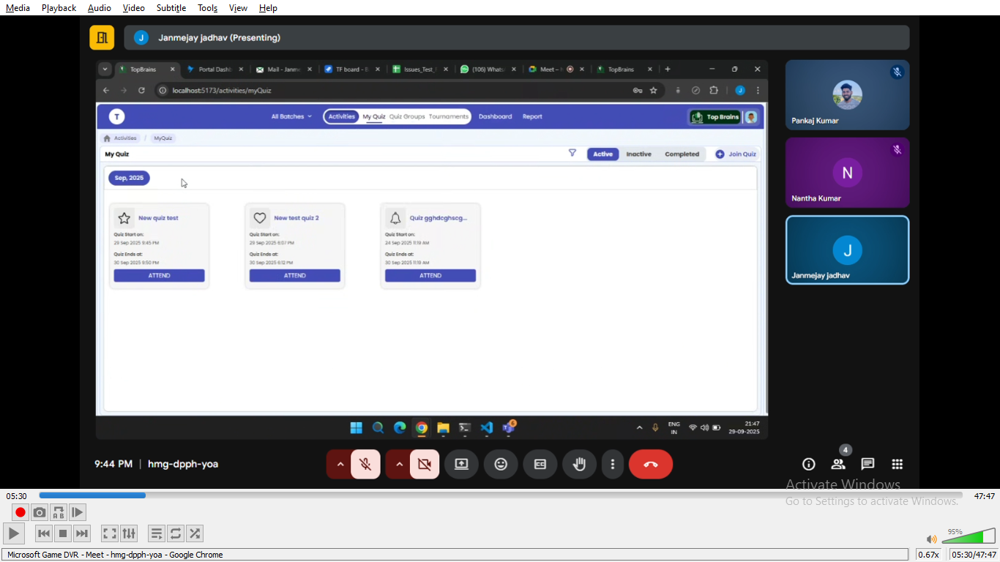 Media Playback Audio Video Subtitle Tools View Help
J Janmejay jadhav (Presenting)
TopBrains Portal Dashb Mail - Janme TF board - B Issues_Test_ (106) Whats Meet – TopBrains
localhost:5173/activities/myQuiz
T All Batches Activities My Quiz Quiz Groups Tournaments Dashboard Report Top Brains
Activities / MyQuiz
My Quiz Active Inactive Completed Join Quiz
Sep, 2025
New quiz test
Quiz Start on:
29 Sep 2025 9:45 PM
Quiz Ends at:
30 Sep 2025 9:50 PM
ATTEND
New test quiz 2
Quiz Start on:
29 Sep 2025 6:07 PM
Quiz Ends at:
30 Sep 2025 6:12 PM
ATTEND
Quiz gghdcghscg...
Quiz Start on:
24 Sep 2025 11:19 AM
Quiz Ends at:
30 Sep 2025 11:19 AM
ATTEND
Pankaj Kumar
N
Nantha Kumar
J
Janmejay jadhav
6
ENG
IN
21:47
29-09-2025
9:44 PM | hmg-dpph-yoa
4
Activate Windows
Go to Settings to activate Windows.
05:30 47:47
A B
95%
Microsoft Game DVR - Meet - hmg-dpph-yoa - Google Chrome 0.67x 05:30/47:47